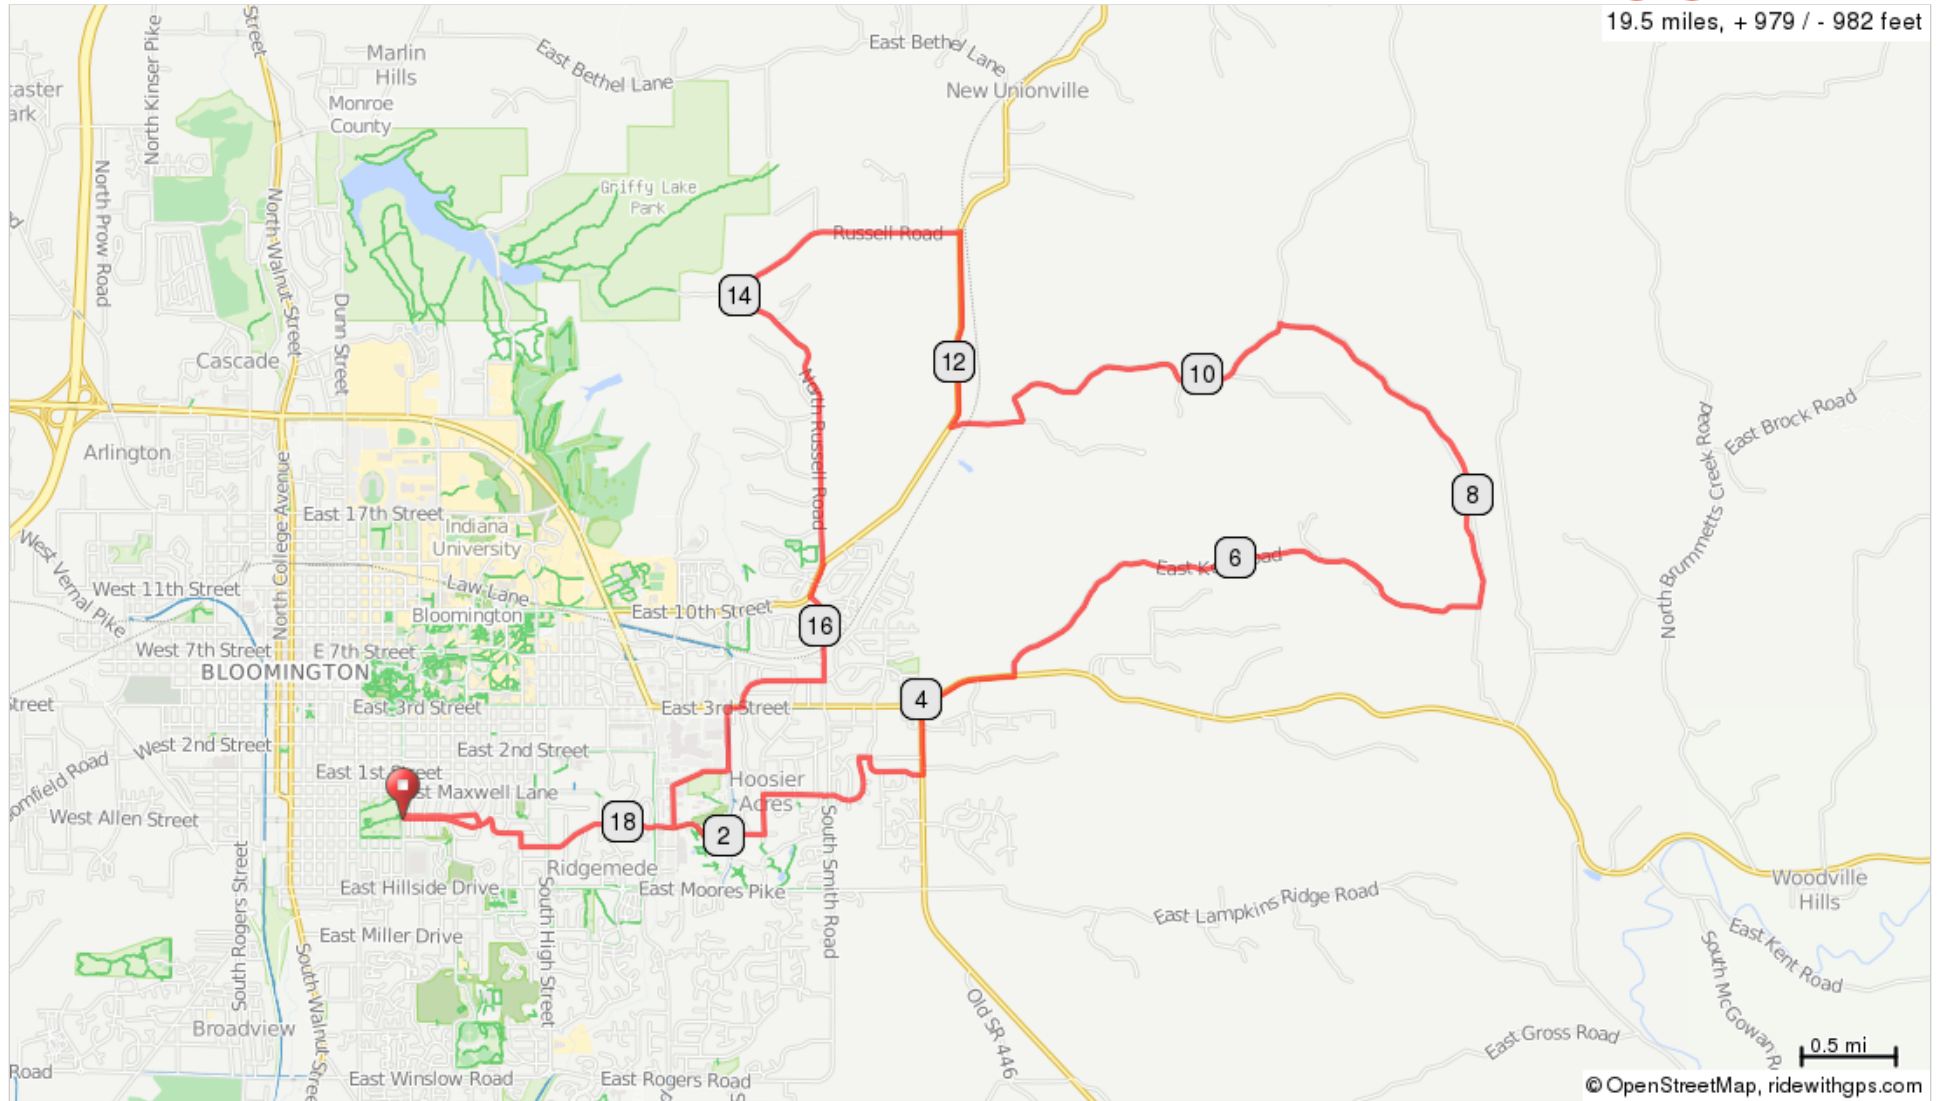 19.5 miles, + 979 / - 982 feet
Street
North Kinser Pike
Marlin
Hills
East Bethel Lane
East Bethel Lane
New Unionville
Monroe
County
North Prow Road
North Walnut Street
Griffy Lake
Park
Russell Road
14
Dunn Street
Cascade
12
10
North Russell Road
East Brock Road
North Brummetts Creek Road
Arlington
North College Avenue
East 17th Street
Indiana
University
8
6
West Vernal Pike
West 11th Street
Law Lane
Bloomington
East 10th Street
16
West 7th Street
E 7th Street
BLOOMINGTON
4
East 3rd Street
East 3rd Street
West 2nd Street
East 2nd Street
East 1st Street
Hoosier
Acres
Maxwell Lane
West Allen Street
18
2
South Smith Road
Ridgemede
East Moores Pike
East Hillside Drive
South High Street
South Rogers Street
East Lampkins Ridge Road
Woodville
Hills
East Kent Road
South McGowan
East Miller Drive
South Walnut Street
Broadview
Old SR 446
East Gross Road
0.5 mi
Road
East Winslow Road
East Rogers Road
© OpenStreetMap, ridewithgps.com